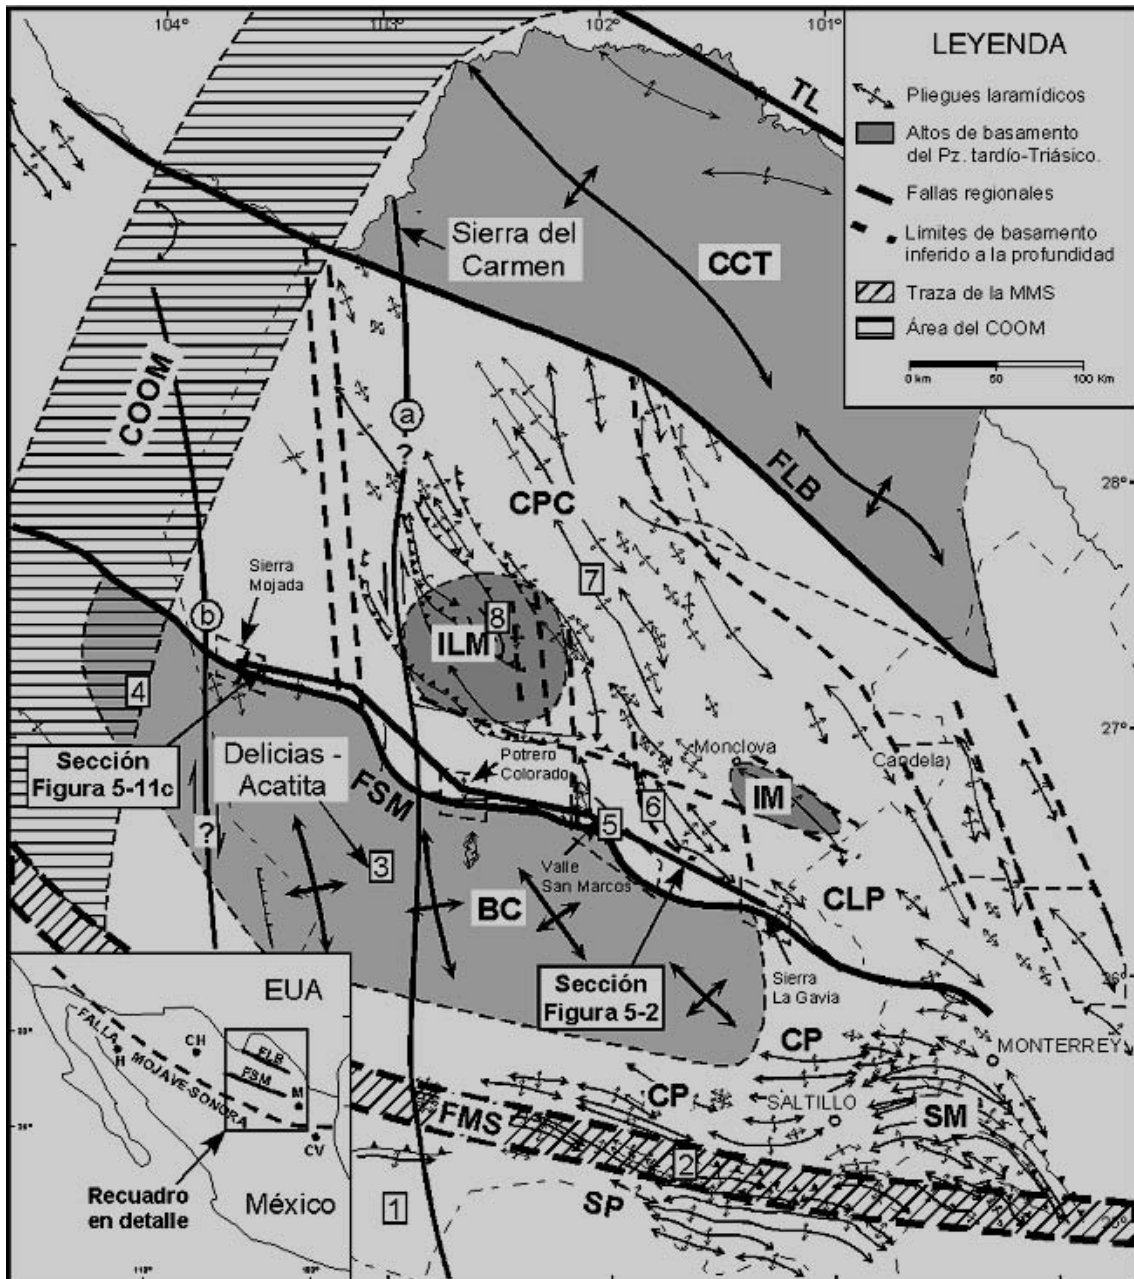 104°
103°
102°
101°
LEYENDA
Pliegues laramídicos
Altos de basamento
del Pz. tardío-Triásico.
Fallas regionales
Límites de basamento
inferido a la profundidad
Traza de la MMS
Área del COOM
0 km
50
100 Km
TL
Sierra del
Carmen
CCT
COOM
a
?
CPC
FLB
28°
7
Sierra
Mojada
b
8
ILM
4
27°
Sección
Figura 5-11c
Delicias -
Acatita
FSM
Potrero
Colorado
Monclova
Candela
IM
6
5
?
3
Valle
San Marcos
BC
CLP
Sección
Figura 5-2
Sierra
La Gavia
26°
CP
MONTERREY
CP
SALTILLO
SM
FMS
2
SP
1
EUA
FALLA
MOJAVE-SONORA
H
CH
FLB
FSM
M
CV
Recuadro
en detalle
México